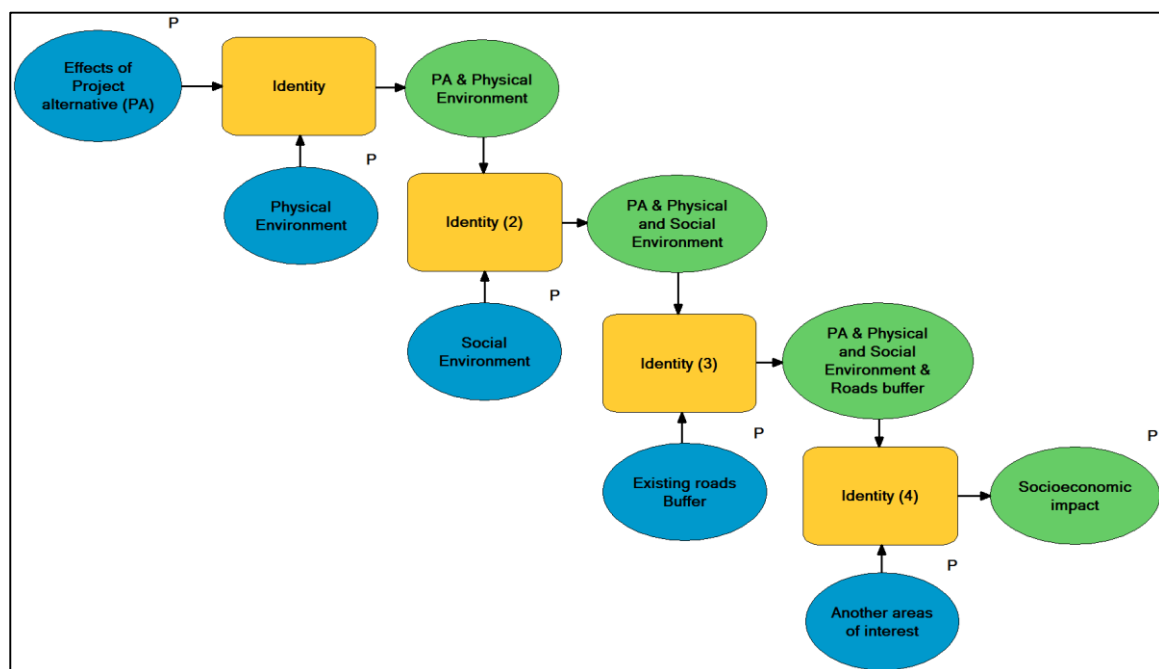 P
Effects of
Project
alternative (PA)
Identity
PA & Physical
Environment
P
Physical
Environment
Identity (2)
PA & Physical
and Social
Environment
P
Social
Environment
Identity (3)
PA & Physical
and Social
Environment &
Roads buffer
P
Existing roads
Buffer
Identity (4)
P
Socioeconomic
impact
P
Another areas
of interest